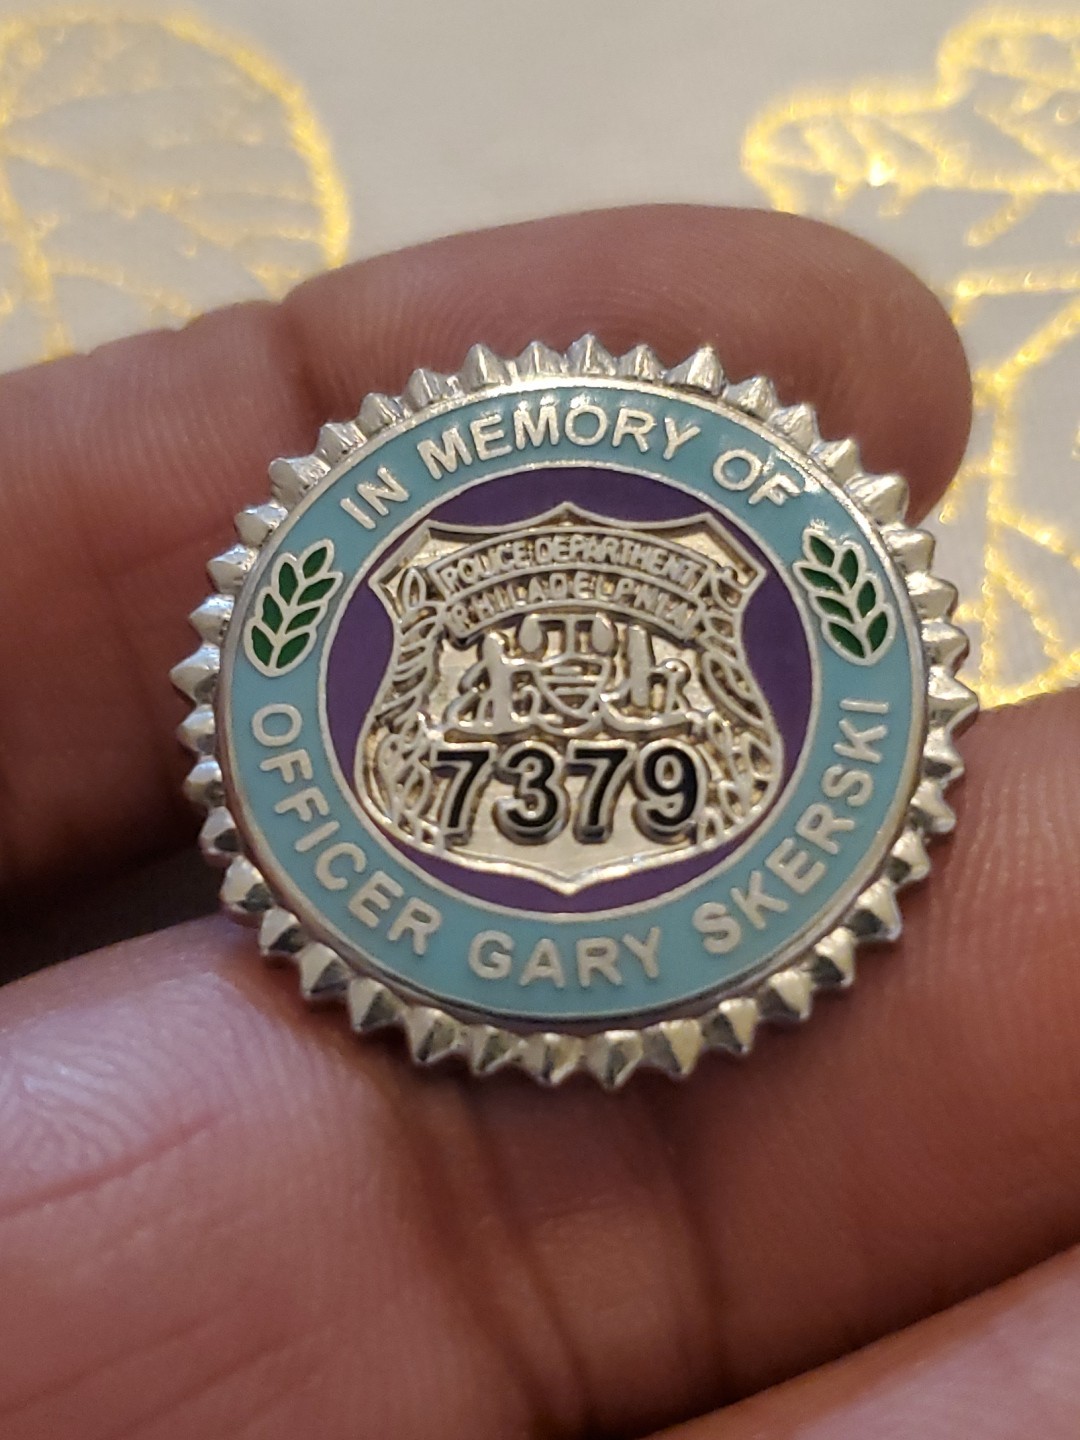 IN MEMORY OF
POLICE DEPARTMENT
PHILADELPHIA
7379
OFFICER GARY SKERSKI